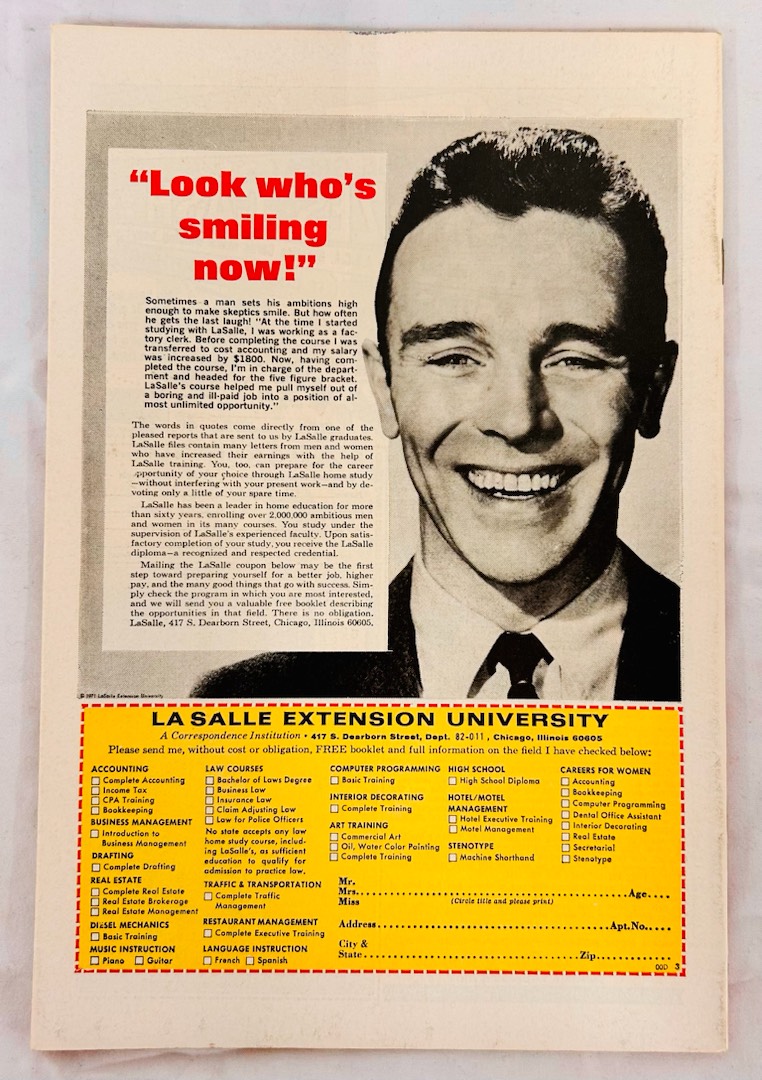 “Look who’s
smiling
now!”
Sometimes a man sets his ambitions high
enough to make skeptics smile. But how often
he gets the last laugh! “At the time I started
studying with LaSalle, I was working as a fac-
tory clerk. Before completing the course I was
transferred to cost accounting and my salary
was increased by $1800. Now, having com-
pleted the course, I’m in charge of the depart-
ment and headed for the five figure bracket.
LaSalle’s course helped me pull myself out of
a boring and ill-paid job into a position of al-
most unlimited opportunity.”
The words in quotes come directly from one of the
pleased reports that are sent to us by LaSalle graduates.
LaSalle files contain many letters from men and women
who have increased their earnings with the help of
LaSalle training. You, too, can prepare for the career
opportunity of your choice through LaSalle home study
—without interfering with your present work—and by de-
voting only a little of your spare time.
LaSalle has been a leader in home education for more
than sixty years, enrolling over 2,000,000 ambitious men
and women in its many courses. You study under the
supervision of LaSalle’s experienced faculty. Upon satis-
factory completion of your study, you receive the LaSalle
diploma—a recognized and respected credential.
Mailing the LaSalle coupon below may be the first
step toward preparing yourself for a better job, higher
pay, and the many good things that go with success. Sim-
ply check the program in which you are most interested,
and we will send you a valuable free booklet describing
the opportunities in that field. There is no obligation.
LaSalle, 417 S. Dearborn Street, Chicago, Illinois 60605.
© 1971 LaSalle Extension University
LA SALLE EXTENSION UNIVERSITY
A Correspondence Institution • 417 S. Dearborn Street, Dept. 82-011, Chicago, Illinois 60605
Please send me, without cost or obligation, FREE booklet and full information on the field I have checked below:
ACCOUNTING
Complete Accounting
Income Tax
CPA Training
Bookkeeping
BUSINESS MANAGEMENT
Introduction to
Business Management
DRAFTING
Complete Drafting
REAL ESTATE
Complete Real Estate
Real Estate Brokerage
Real Estate Management
DIESEL MECHANICS
Basic Training
MUSIC INSTRUCTION
Piano Guitar
LAW COURSES
Bachelor of Laws Degree
Business Law
Insurance Law
Claim Adjusting Law
Law for Police Officers
No state accepts any law
home study course, includ-
ing LaSalle’s, as sufficient
education to qualify for
admission to practice law.
TRAFFIC & TRANSPORTATION
Complete Traffic
Management
RESTAURANT MANAGEMENT
Complete Executive Training
LANGUAGE INSTRUCTION
French Spanish
COMPUTER PROGRAMMING
Basic Training
INTERIOR DECORATING
Complete Training
ART TRAINING
Commercial Art
Oil, Water Color Painting
Complete Training
HIGH SCHOOL
High School Diploma
HOTEL/MOTEL
MANAGEMENT
Hotel Executive Training
Motel Management
STENOTYPE
Machine Shorthand
CAREERS FOR WOMEN
Accounting
Bookkeeping
Computer Programming
Dental Office Assistant
Interior Decorating
Real Estate
Secretarial
Stenotype
Mr.
Mrs. Age
Miss (Circle title and please print)
Address Apt.No.
City &
State Zip
OOD 3